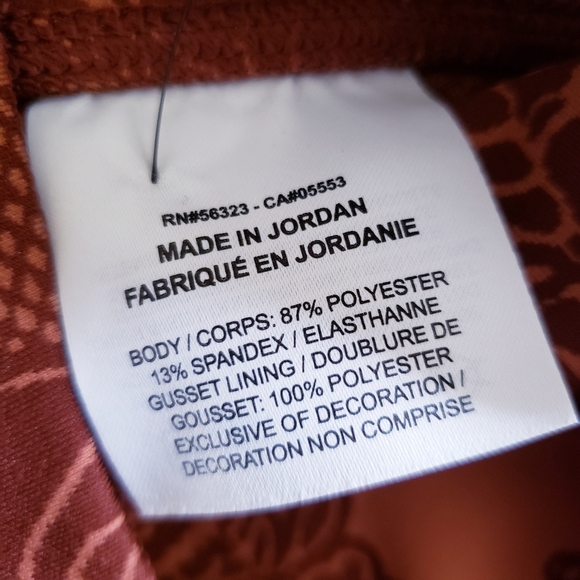 RN#56323 - CA#05553
MADE IN JORDAN
FABRIQUÉ EN JORDANIE
BODY / CORPS: 87% POLYESTER
13% SPANDEX / ELASTHANNE
GUSSET LINING / DOUBLURE DE
GOUSSET: 100% POLYESTER
EXCLUSIVE OF DECORATION /
DECORATION NON COMPRISE